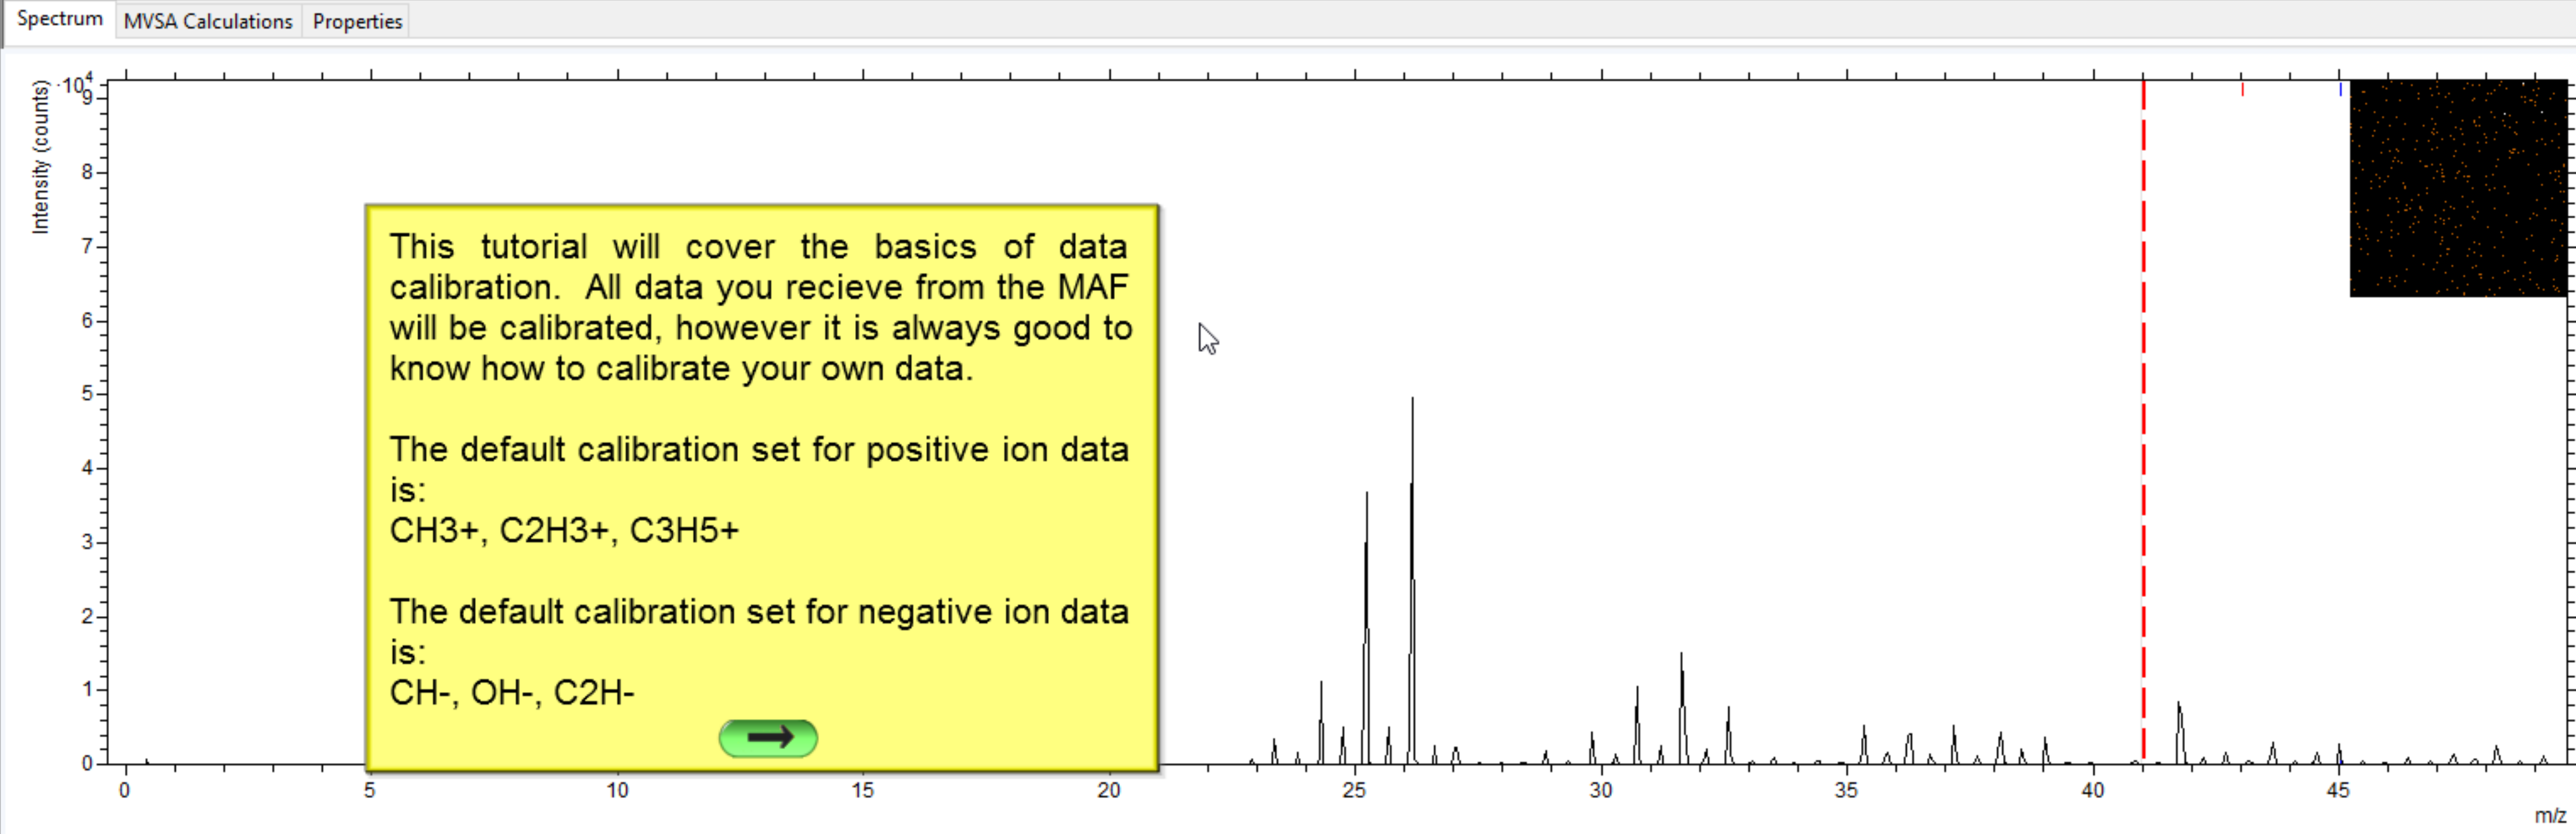 Spectrum MVSA Calculations Properties
Intensity (counts)
·10^4
9
8
7
6
5
4
3
2
1
0
This tutorial will cover the basics of data
calibration. All data you recieve from the MAF
will be calibrated, however it is always good to
know how to calibrate your own data.
The default calibration set for positive ion data
is:
CH3+, C2H3+, C3H5+
The default calibration set for negative ion data
is:
CH-, OH-, C2H-
0 5 10 15 20 25 30 35 40 45
m/z